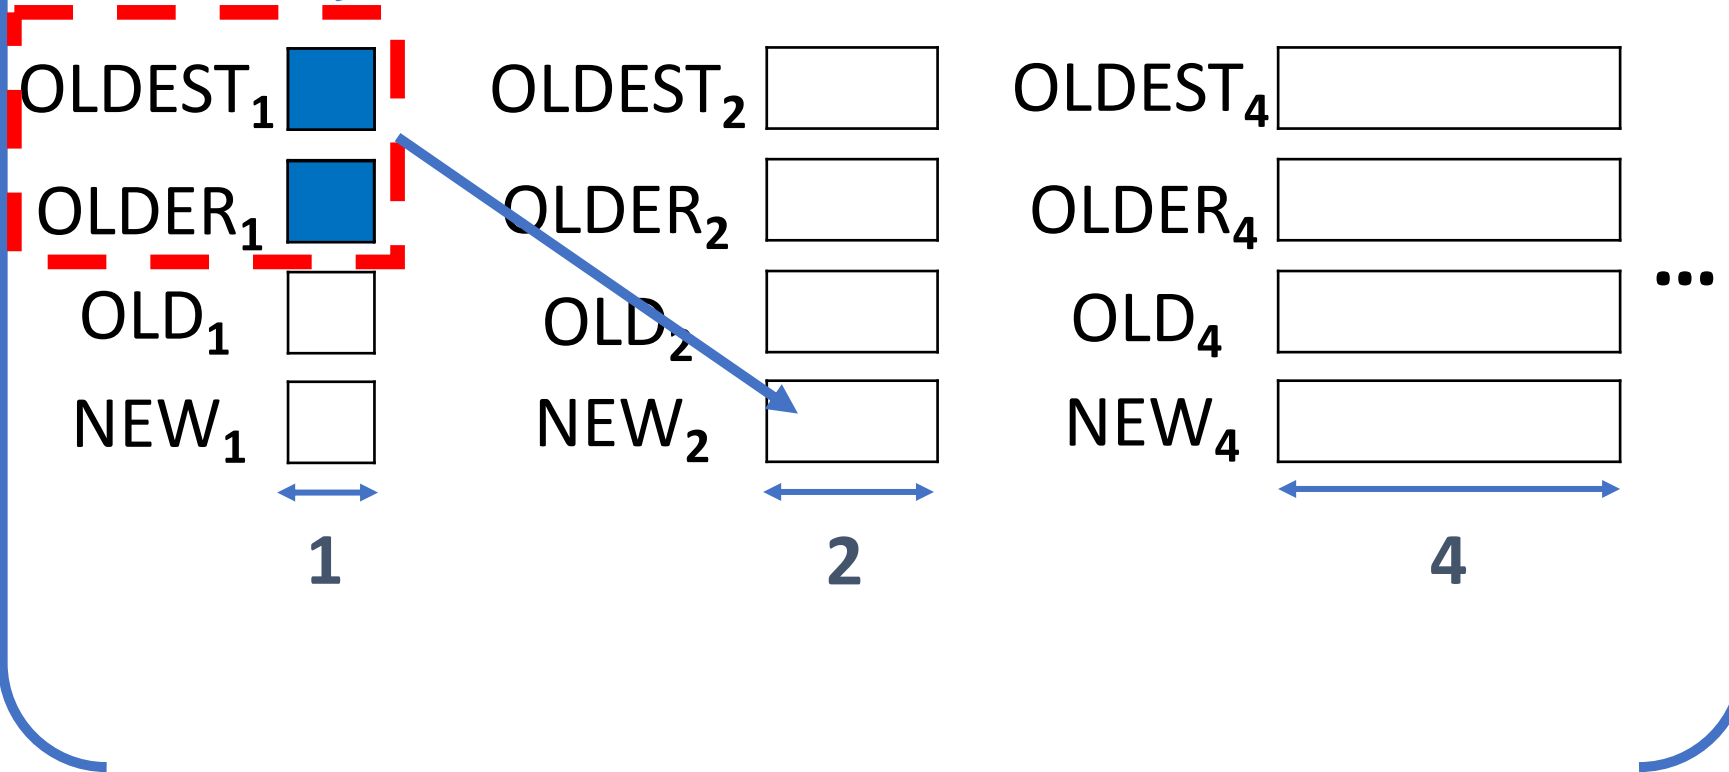 OLDEST1 OLDEST2 OLDEST4
OLDER1 OLDER2 OLDER4
...
OLD1 OLD2 OLD4
NEW1 NEW2 NEW4
1 2 4